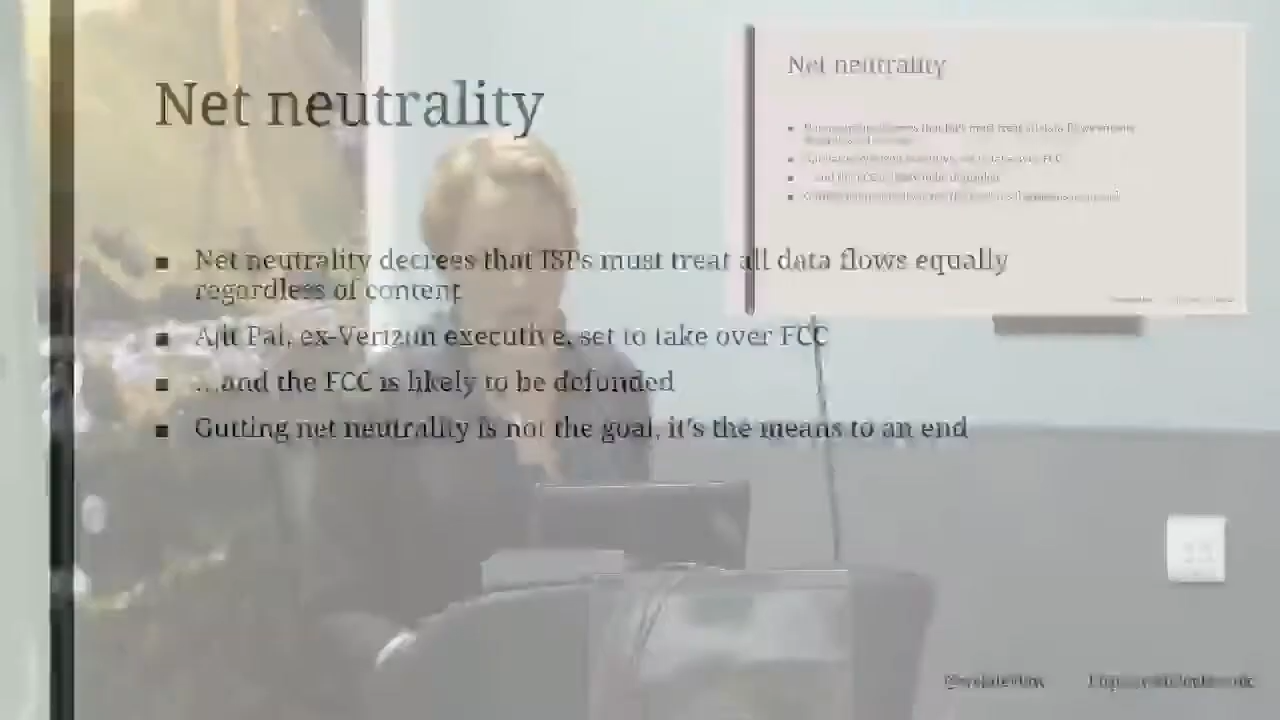 Net neutrality
Net neutrality
▪ Net neutrality decrees that ISPs must treat all data flows equally
regardless of content
▪ Ajit Pai, ex-Verizon executive, set to take over FCC
▪ …and the FCC is likely to be defunded
▪ Gutting net neutrality is not the goal, it's the means to an end